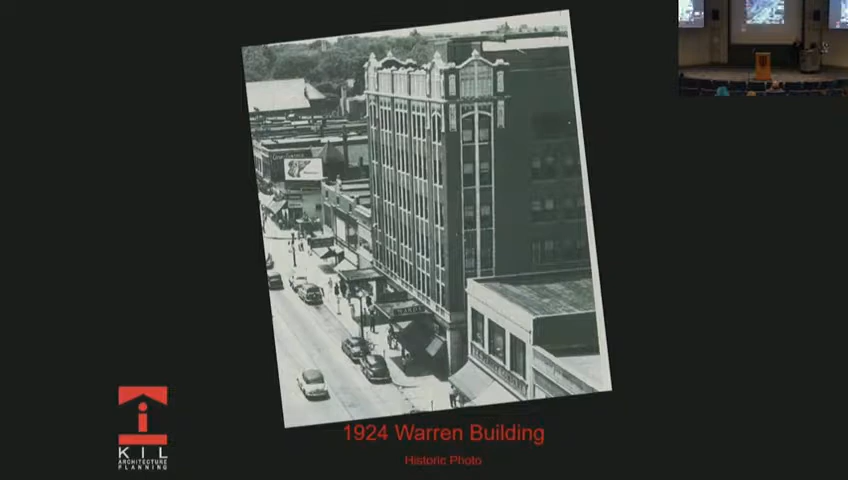 1924 Warren Building
Historic Photo
KIL
ARCHITECTURE
PLANNING